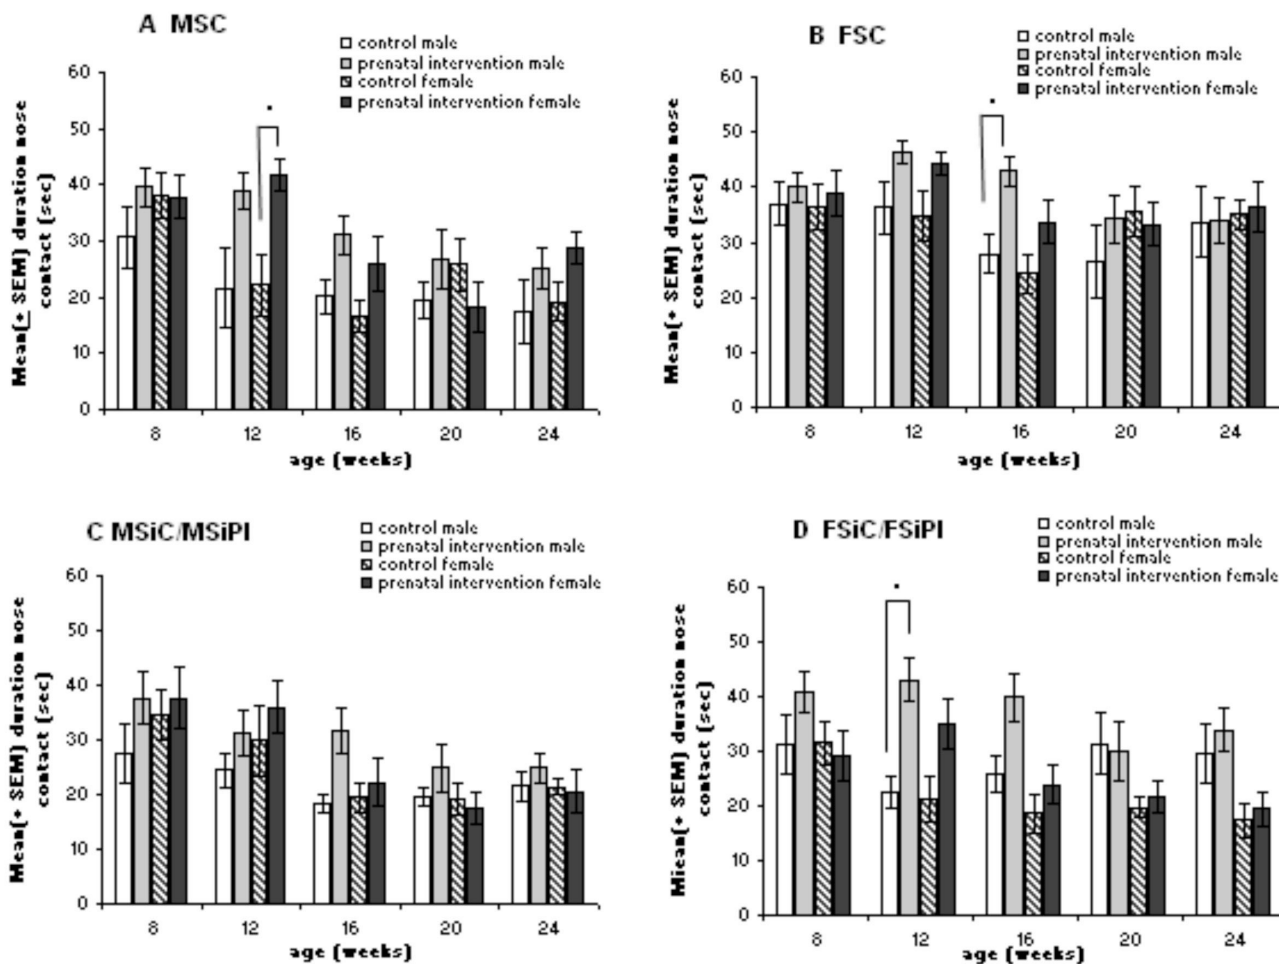 A MSC
control male
prenatal intervention male
control female
prenatal intervention female
60
50
40
30
20
10
0
Mean(+ SEM) duration nose
contact (sec)
*
8 12 16 20 24
age (weeks)
B FSC
control male
prenatal intervention male
control female
prenatal intervention female
60
50
40
30
20
10
0
Mean(+ SEM) duration nose
contact (sec)
*
8 12 16 20 24
age (weeks)
C MSiC/MSiPI
control male
prenatal intervention male
control female
prenatal intervention female
60
50
40
30
20
10
0
Mean(+ SEM) duration nose
contact (sec)
8 12 16 20 24
age (weeks)
D FSiC/FSiPI
control male
prenatal intervention male
control female
prenatal intervention female
60
50
40
30
20
10
0
Miean(+ SEM) duration nose
contact (sec)
*
8 12 16 20 24
age (weeks)